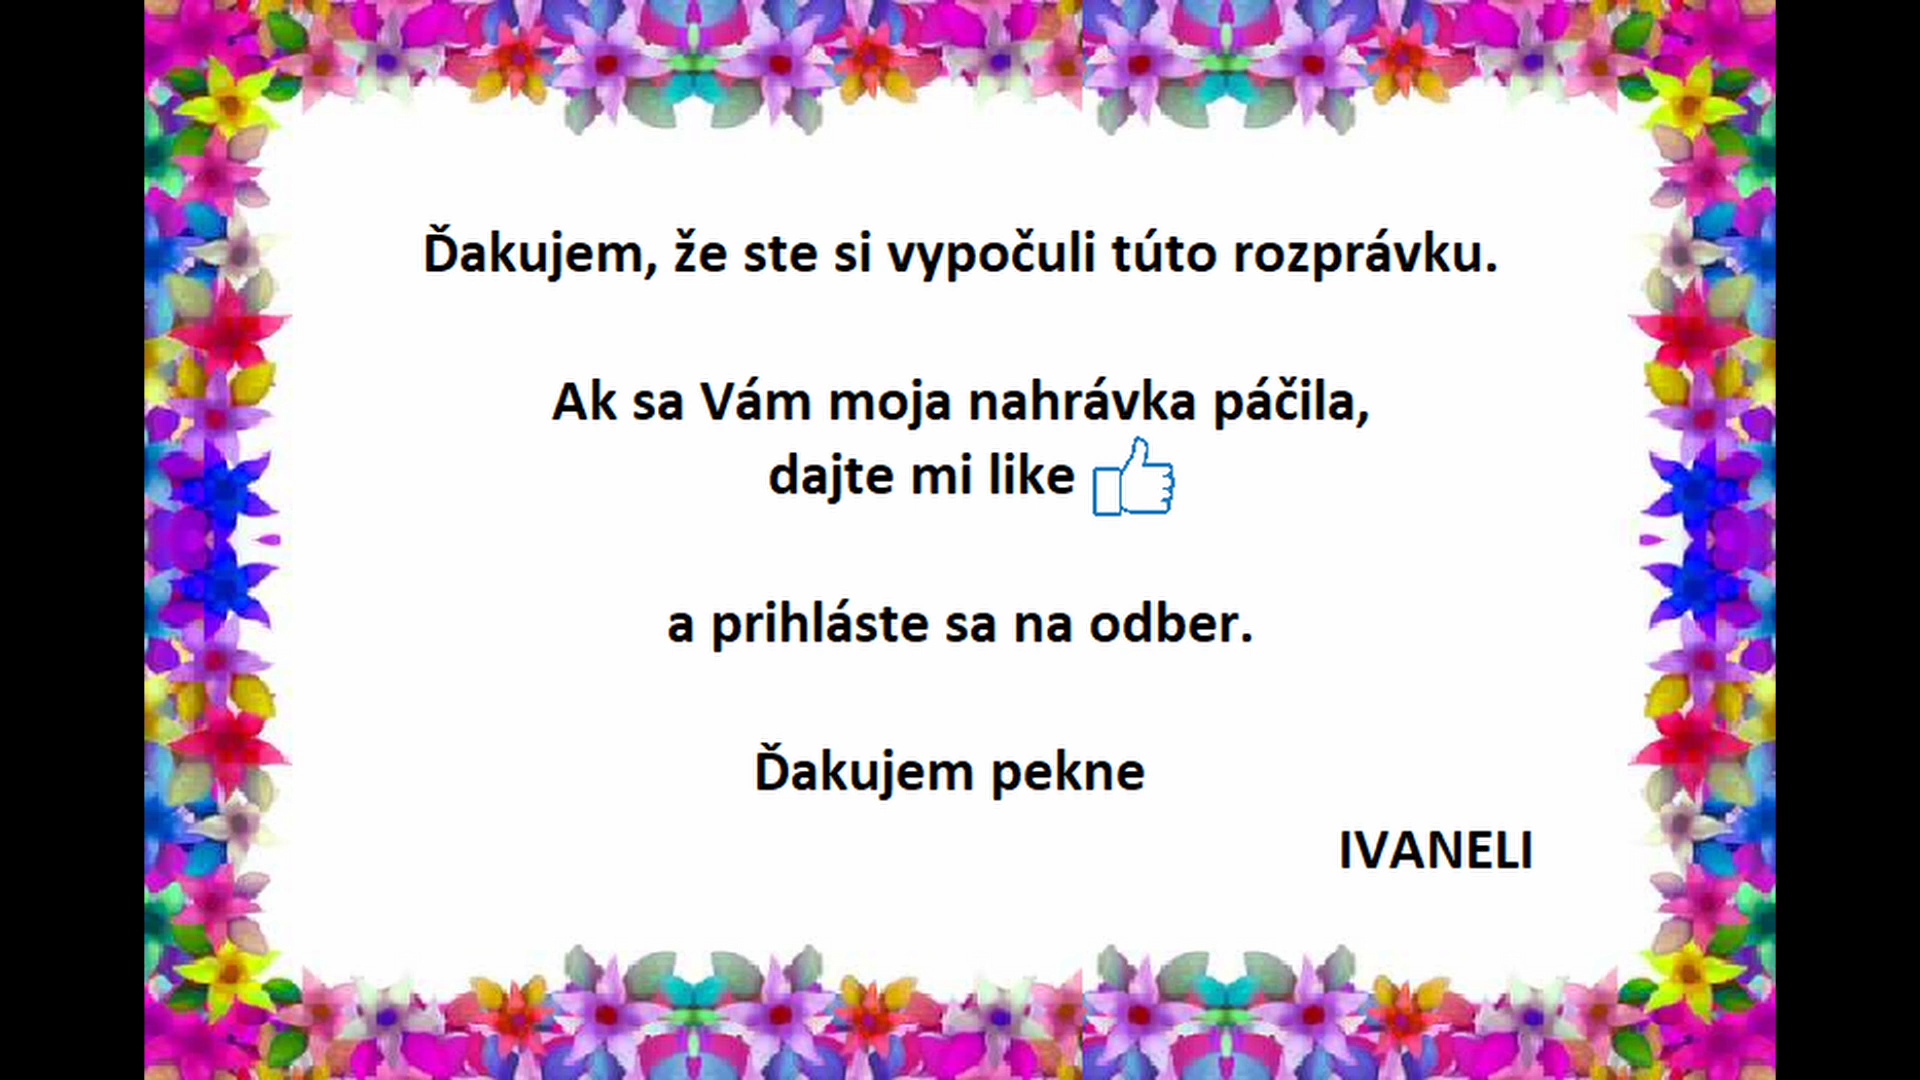 Ďakujem, že ste si vypočuli túto rozprávku.
Ak sa Vám moja nahrávka páčila,
dajte mi like
a prihláste sa na odber.
Ďakujem pekne
IVANELI